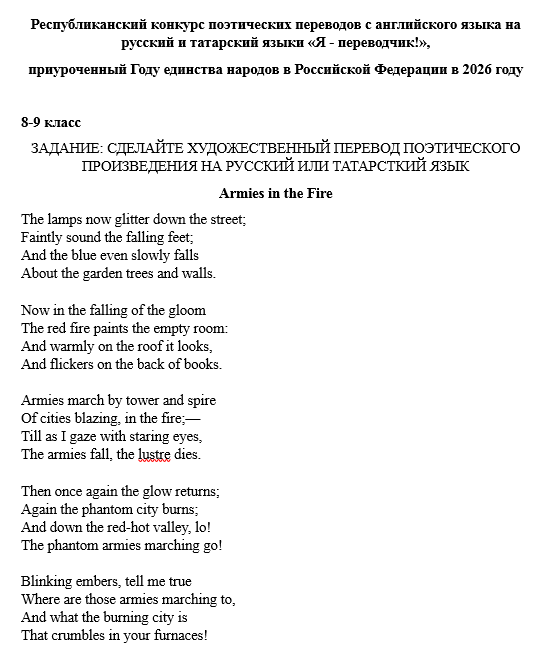 Республиканский конкурс поэтических переводов с английского языка на
русский и татарский языки «Я - переводчик!»,
приуроченный Году единства народов в Российской Федерации в 2026 году
8-9 класс
ЗАДАНИЕ: СДЕЛАЙТЕ ХУДОЖЕСТВЕННЫЙ ПЕРЕВОД ПОЭТИЧЕСКОГО
ПРОИЗВЕДЕНИЯ НА РУССКИЙ ИЛИ ТАТАРСТКИЙ ЯЗЫК
Armies in the Fire
The lamps now glitter down the street;
Faintly sound the falling feet;
And the blue even slowly falls
About the garden trees and walls.
Now in the falling of the gloom
The red fire paints the empty room:
And warmly on the roof it looks,
And flickers on the back of books.
Armies march by tower and spire
Of cities blazing, in the fire;—
Till as I gaze with staring eyes,
The armies fall, the lustre dies.
Then once again the glow returns;
Again the phantom city burns;
And down the red-hot valley, lo!
The phantom armies marching go!
Blinking embers, tell me true
Where are those armies marching to,
And what the burning city is
That crumbles in your furnaces!